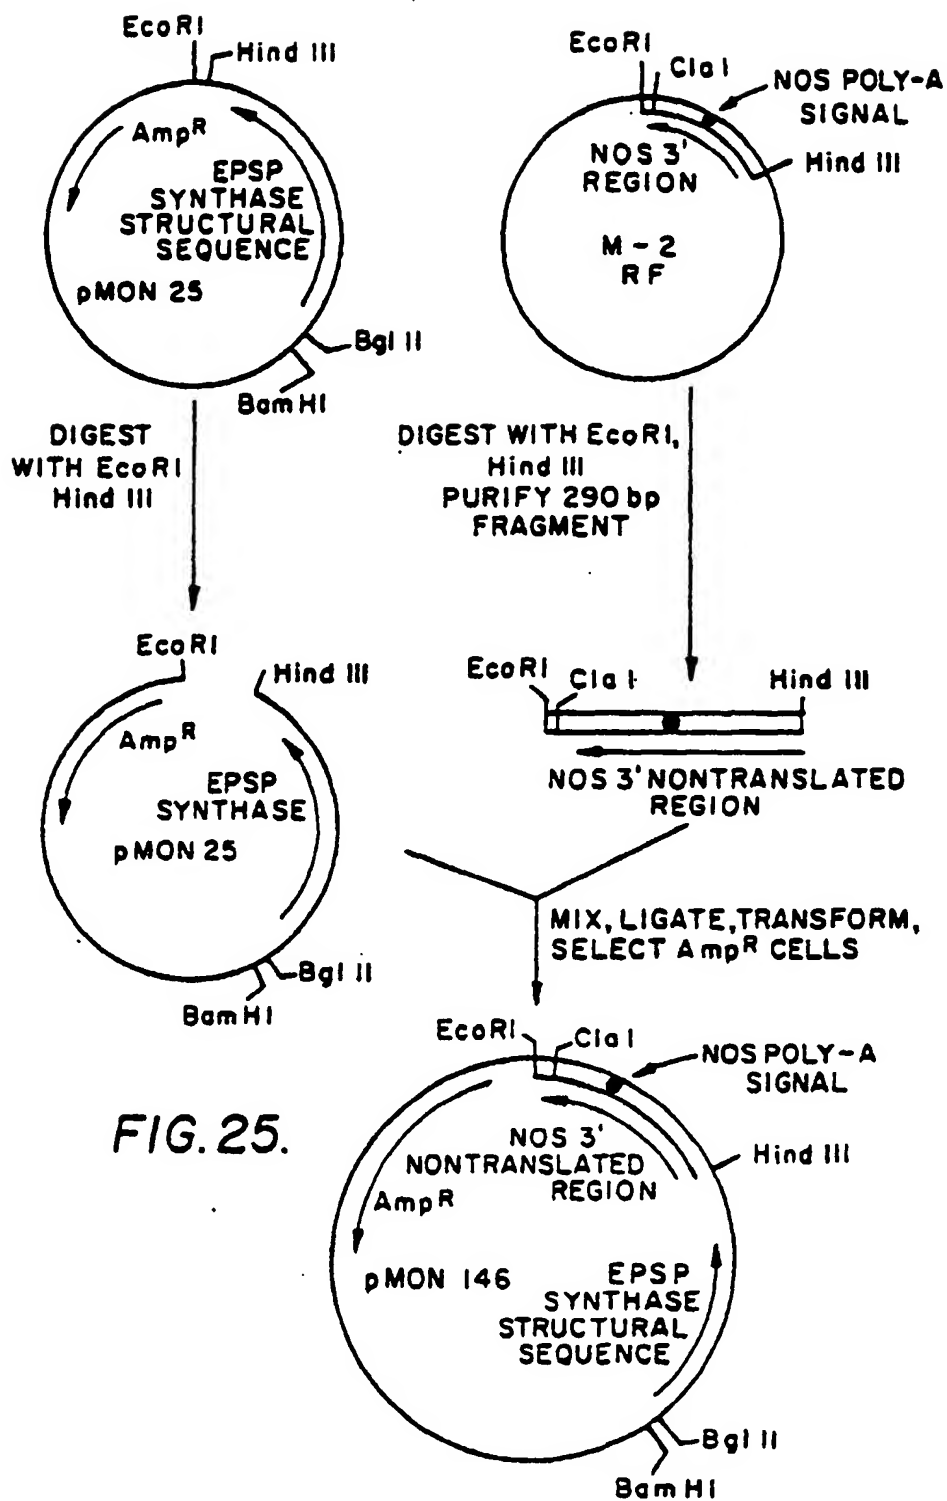 EcoRI
Hind III
AmpR
EPSP
SYNTHASE
STRUCTURAL
SEQUENCE
pMON 25
Bgl II
BamHI
EcoRI
Cla I
NOS POLY-A
SIGNAL
NOS 3'
REGION
Hind III
M-2
RF
DIGEST
WITH EcoRI
Hind III
DIGEST WITH EcoRI,
Hind III
PURIFY 290 bp
FRAGMENT
EcoRI
Hind III
AmpR
EPSP
SYNTHASE
pMON 25
Bgl II
BamHI
EcoRI
Cla I
Hind III
NOS 3' NONTRANSLATED
REGION
MIX, LIGATE, TRANSFORM,
SELECT AmpR CELLS
EcoRI
Cla I
NOS POLY-A
SIGNAL
NOS 3'
NONTRANSLATED
REGION
Hind III
AmpR
pMON 146
EPSP
SYNTHASE
STRUCTURAL
SEQUENCE
Bgl II
BamHI
FIG. 25.